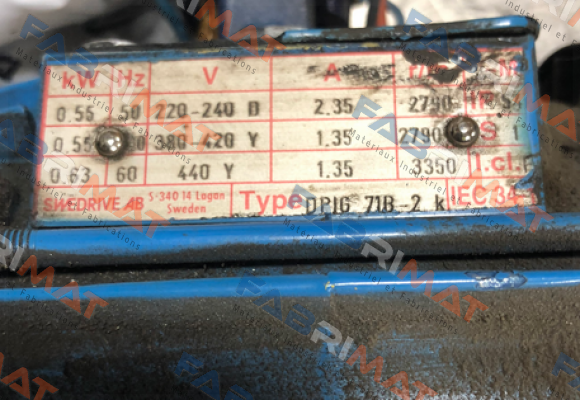 kW Hz V A
0.55 50 220-240 D 2.35 2790 IP 54
0.55 380-420 Y 1.35 2790 S 1
0.63 60 440 Y 1.35 3350 I.cl.F
SWEDRIVE AB S-340 14 Lagan Sweden Type DPIG 71B-2 k IEC 34
FABRIMAT